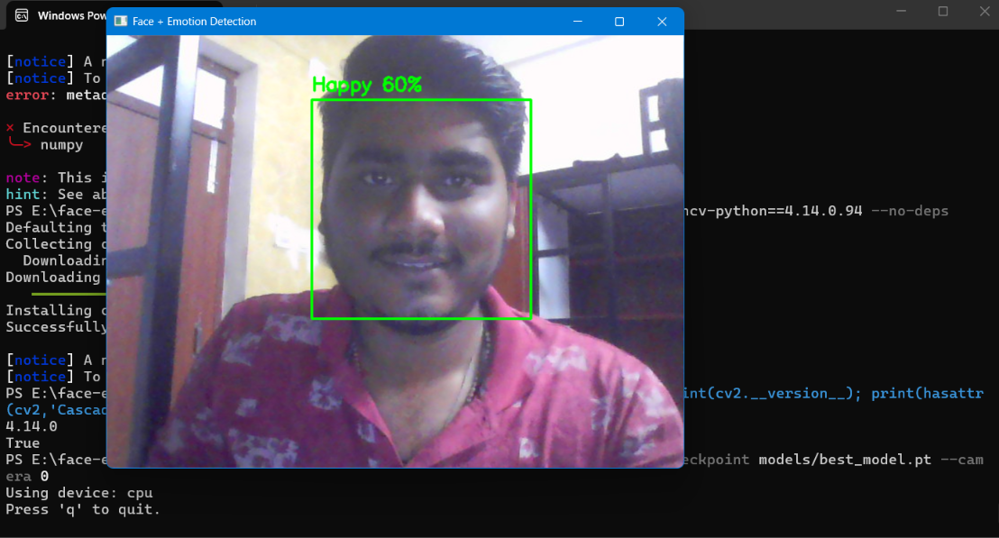 Windows Pow
Face + Emotion Detection
Happy 60%
[notice] A n
[notice] To
error: metad
× Encountere
╰─> numpy
note: This i
hint: See ab
PS E:\face-e ncv-python==4.14.0.94 --no-deps
Defaulting t
Collecting o
Downloadin
Downloading
Installing c
Successfully
[notice] A n
[notice] To
PS E:\face-e int(cv2.__version__); print(hasattr
(cv2,'Cascad
4.14.0
True
PS E:\face-e eckpoint models/best_model.pt --cam
era 0
Using device: cpu
Press 'q' to quit.